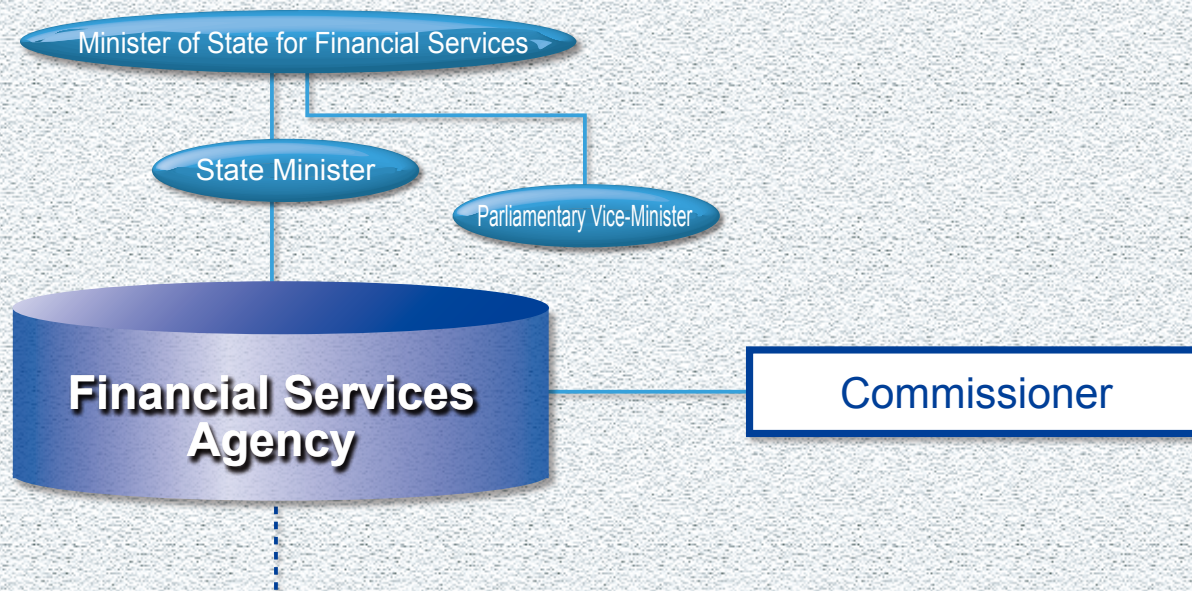 Minister of State for Financial Services
State Minister
Parliamentary Vice-Minister
Financial Services
Agency
Commissioner